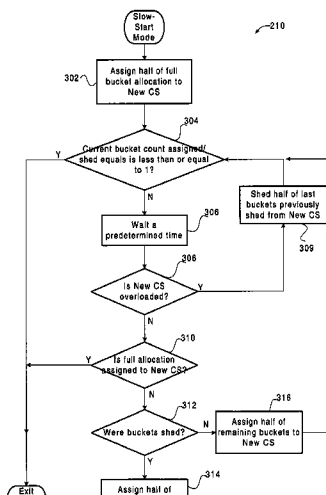 Slow-
Start
Mode
210
302
Assign half of full
bucket allocation to
New CS
304
Y
Current bucket count assigned/
shed equals is less than or equal
to 1?
N
Shed half of last
buckets previously
shed from New CS
309
Wait a
predetermined time
306
306
Is New CS
overloaded?
Y
N
310
Y
Is full allocation
assigned to New CS?
N
312
Were buckets shed?
N
316
Assign half of
remaining buckets to
New CS
Y
314
Exit
Assign half of